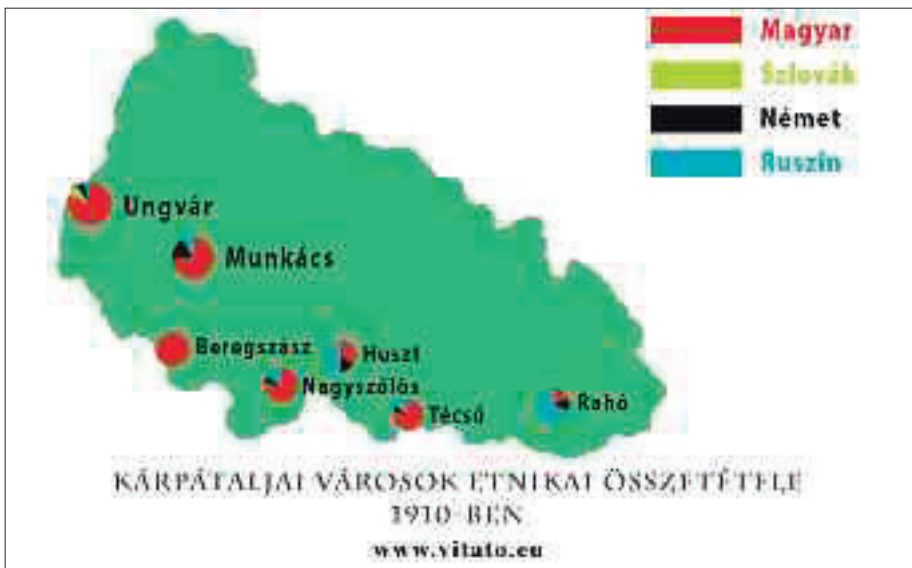 Magyar
Szlovák
Német
Ruszin
Ungvár
Munkács
Beregszász
Huszt
Nagyszőlős
Técső
Rahó
KÁRPÁTALJAI VÁROSOK ETNIKAI ÖSSZETÉTELE
1910-BEN
www.vitato.eu